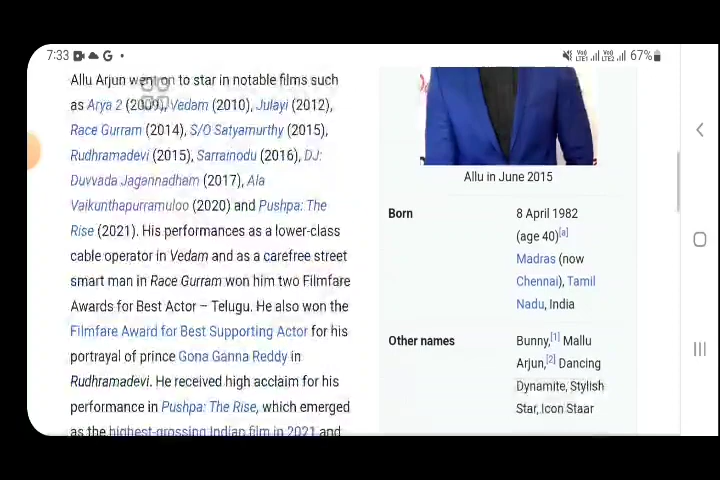 7:33
67%
Allu Arjun went on to star in notable films such
as Arya 2 (2009), Vedam (2010), Julayi (2012),
Race Gurram (2014), S/O Satyamurthy (2015),
Rudhramadevi (2015), Sarrainodu (2016), DJ:
Duvvada Jagannadham (2017), Ala
Vaikunthapurramuloo (2020) and Pushpa: The
Rise (2021). His performances as a lower-class
cable operator in Vedam and as a carefree street
smart man in Race Gurram won him two Filmfare
Awards for Best Actor – Telugu. He also won the
Filmfare Award for Best Supporting Actor for his
portrayal of prince Gona Ganna Reddy in
Rudhramadevi. He received high acclaim for his
performance in Pushpa: The Rise, which emerged
as the highest-grossing Indian film in 2021 and
Allu in June 2015
Born
8 April 1982
(age 40)[a]
Madras (now
Chennai), Tamil
Nadu, India
Other names
Bunny,[1] Mallu
Arjun,[2] Dancing
Dynamite, Stylish
Star, Icon Staar